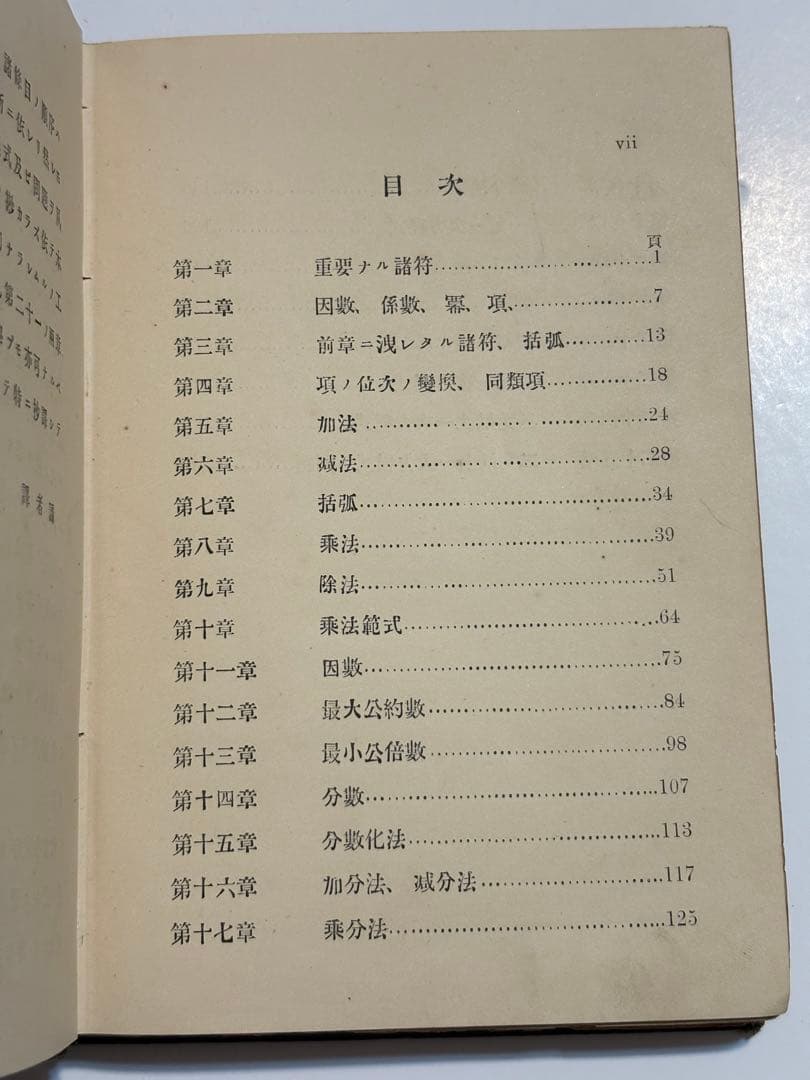 vii
目次
頁
第一章 重要ナル諸符………………1
第二章 因數、係數、冪、項、………………7
第三章 前章ニ洩レタル諸符、括弧………………13
第四章 項ノ位次ノ變換、同類項………………18
第五章 加法………………24
第六章 減法………………28
第七章 括弧………………34
第八章 乘法………………39
第九章 除法………………51
第十章 乘法範式………………64
第十一章 因數………………75
第十二章 最大公約數………………84
第十三章 最小公倍數………………98
第十四章 分數………………107
第十五章 分數化法………………113
第十六章 加分法、減分法………………117
第十七章 乘分法………………125
譯者識